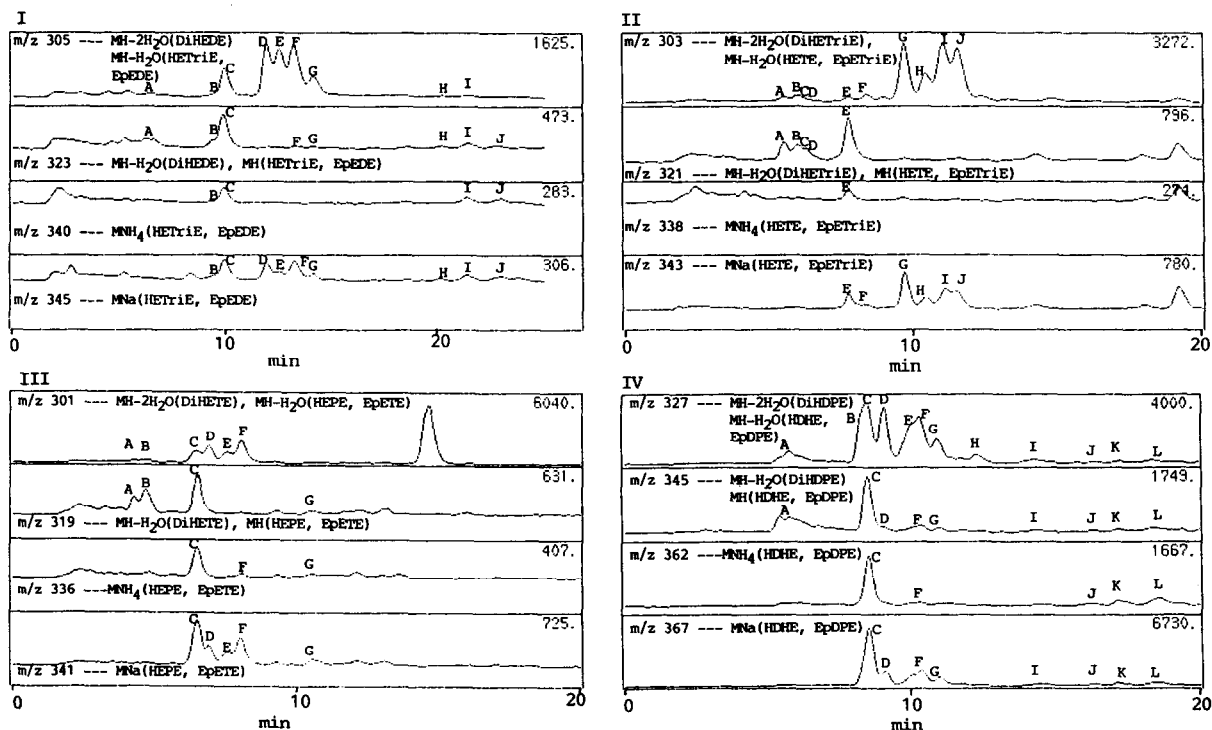 I
m/z 305 --- MH-2H₂O(DiHEDE)
MH-H₂O(HETriE,
EpEDE)
A B C D E F G H I
1625.
A B C F G H I J
473.
m/z 323 --- MH-H₂O(DiHEDE), MH(HETriE, EpEDE)
B C I J
283.
m/z 340 --- MNH₄(HETriE, EpEDE)
B C D E F G H I J
306.
m/z 345 --- MNa(HETriE, EpEDE)
0 10 20
min
II
m/z 303 --- MH-2H₂O(DiHETriE),
MH-H₂O(HETE, EpETriE)
A B C D E F G H I J
3272.
A B C D E
796.
m/z 321 --- MH-H₂O(DiHETriE), MH(HETE, EpETriE)
E
274.
m/z 338 --- MNH₄(HETE, EpETriE)
m/z 343 --- MNa(HETE, EpETriE)
E F G H I J
780.
0 10 20
min
III
m/z 301 --- MH-2H₂O(DiHETE), MH-H₂O(HEPE, EpETE)
6040.
A B C D E F
A B C G
631.
m/z 319 --- MH-H₂O(DiHETE), MH(HEPE, EpETE)
C F G
407.
m/z 336 ---MNH₄(HEPE, EpETE)
C D E F G
725.
m/z 341 --- MNa(HEPE, EpETE)
0 10 20
min
IV
m/z 327 --- MH-2H₂O(DiHDPE)
MH-H₂O(HDHE,
EpDPE)
A B C D E F G H I J K L
4000.
m/z 345 --- MH-H₂O(DiHDPE)
MH(HDHE, EpDPE)
A C D F G I J K L
1749.
m/z 362 ---MNH₄(HDHE, EpDPE)
C F J K L
1667.
m/z 367 --- MNa(HDHE, EpDPE)
C D F G I J K L
6730.
0 10 20
min